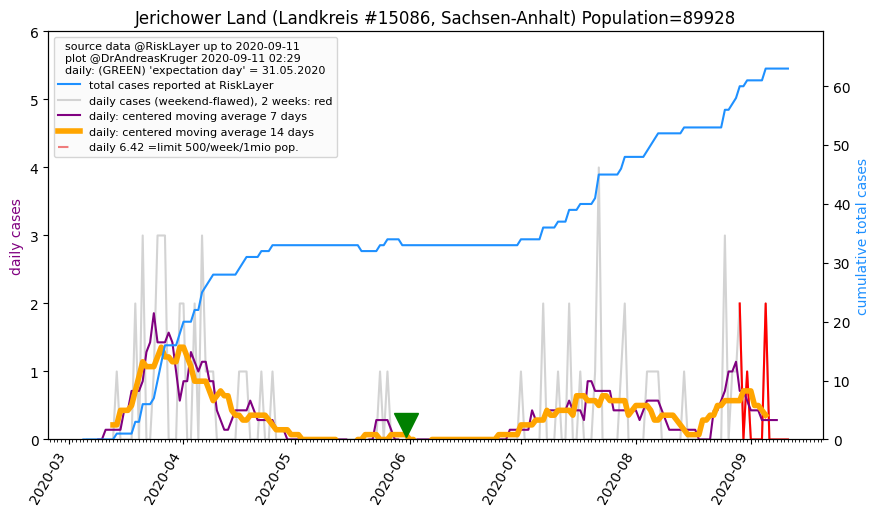 Jerichower Land (Landkreis #15086, Sachsen-Anhalt) Population=89928
source data @RiskLayer up to 2020-09-11
plot @DrAndreasKruger 2020-09-11 02:29
daily: (GREEN) 'expectation day' = 31.05.2020
total cases reported at RiskLayer
daily cases (weekend-flawed), 2 weeks: red
daily: centered moving average 7 days
daily: centered moving average 14 days
daily 6.42 =limit 500/week/1mio pop.
daily cases
6
5
4
3
2
1
0
cumulative total cases
60
50
40
30
20
10
0
2020-03
2020-04
2020-05
2020-06
2020-07
2020-08
2020-09